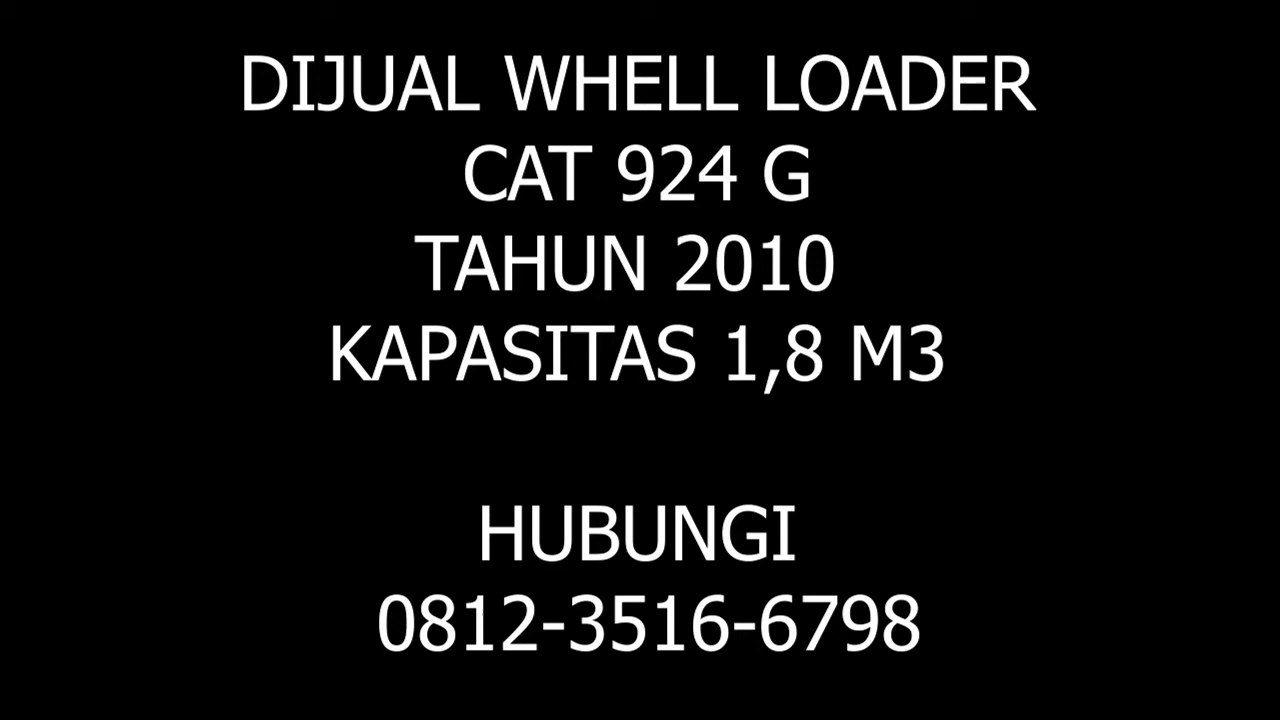 DIJUAL WHELL LOADER
CAT 924 G
TAHUN 2010
KAPASITAS 1,8 M3
HUBUNGI
0812-3516-6798